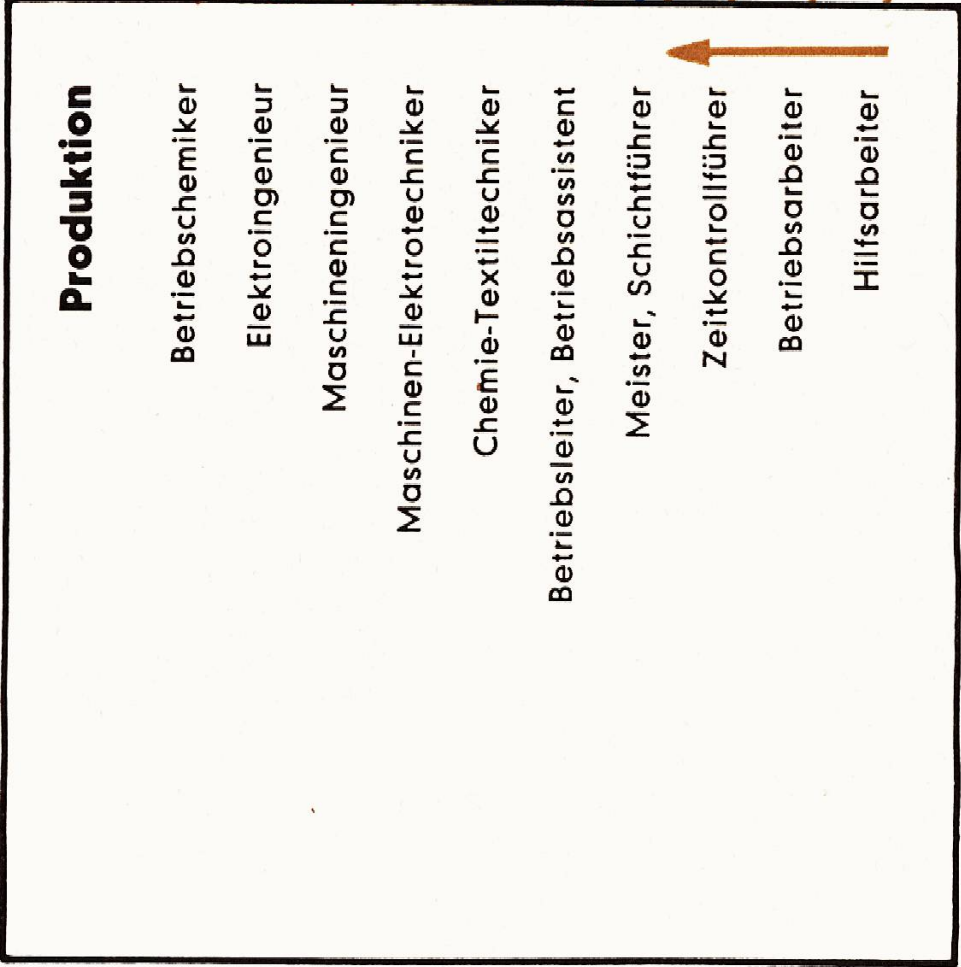 Produktion
Betriebschemiker
Elektroingenieur
Maschineningenieur
Maschinen-Elektrotechniker
Chemie-Textiltechniker
Betriebsleiter, Betriebsassistent
Meister, Schichtführer
Zeitkontrollführer
Betriebsarbeiter
Hilfsarbeiter